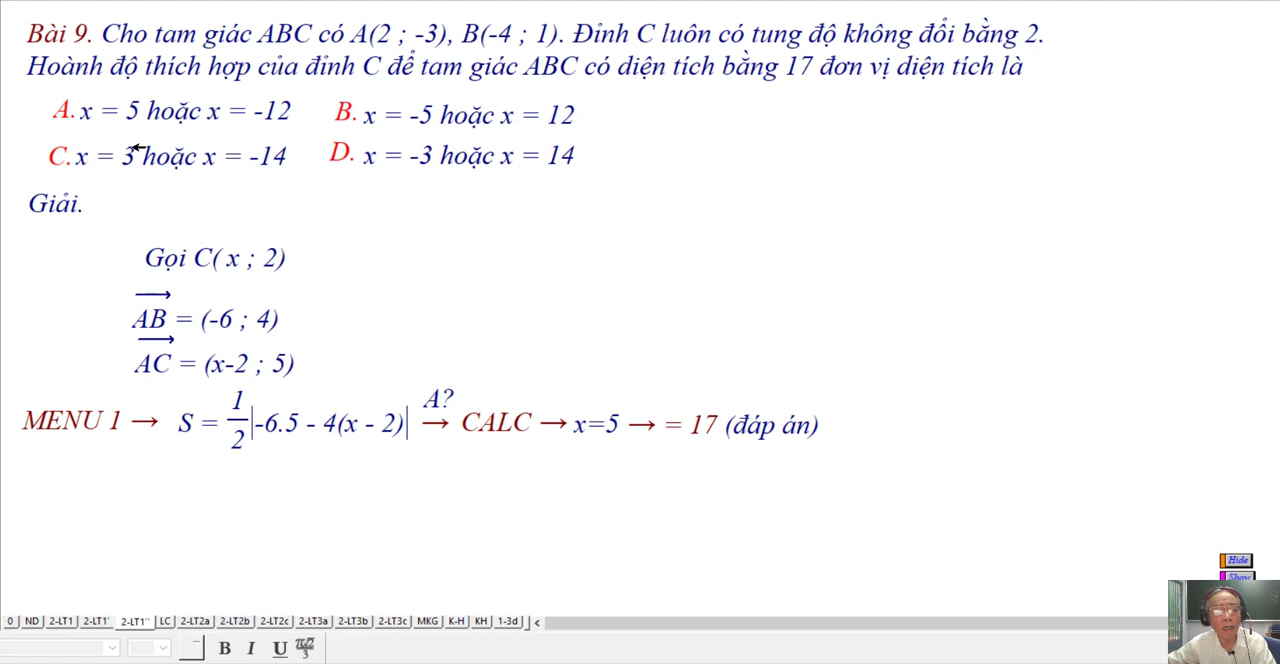 Bài 9. Cho tam giác ABC có A(2 ; -3), B(-4 ; 1). Đỉnh C luôn có tung độ không đổi bằng 2.
Hoành độ thích hợp của đỉnh C để tam giác ABC có diện tích bằng 17 đơn vị diện tích là
A. x = 5 hoặc x = -12 B. x = -5 hoặc x = 12
C. x = 3 hoặc x = -14 D. x = -3 hoặc x = 14
Giải.
Gọi C( x ; 2)
AB = (-6 ; 4)
AC = (x-2 ; 5)
MENU 1 → S = 1/2|-6.5 - 4(x - 2)| A? → CALC → x=5 → = 17 (đáp án)
Hide
Show
0 ND 2-LT1 2-LT1' 2-LT1'' LC 2-LT2a 2-LT2b 2-LT2c 2-LT3a 2-LT3b 2-LT3c MKG K-H KH 1-3d <
B I U